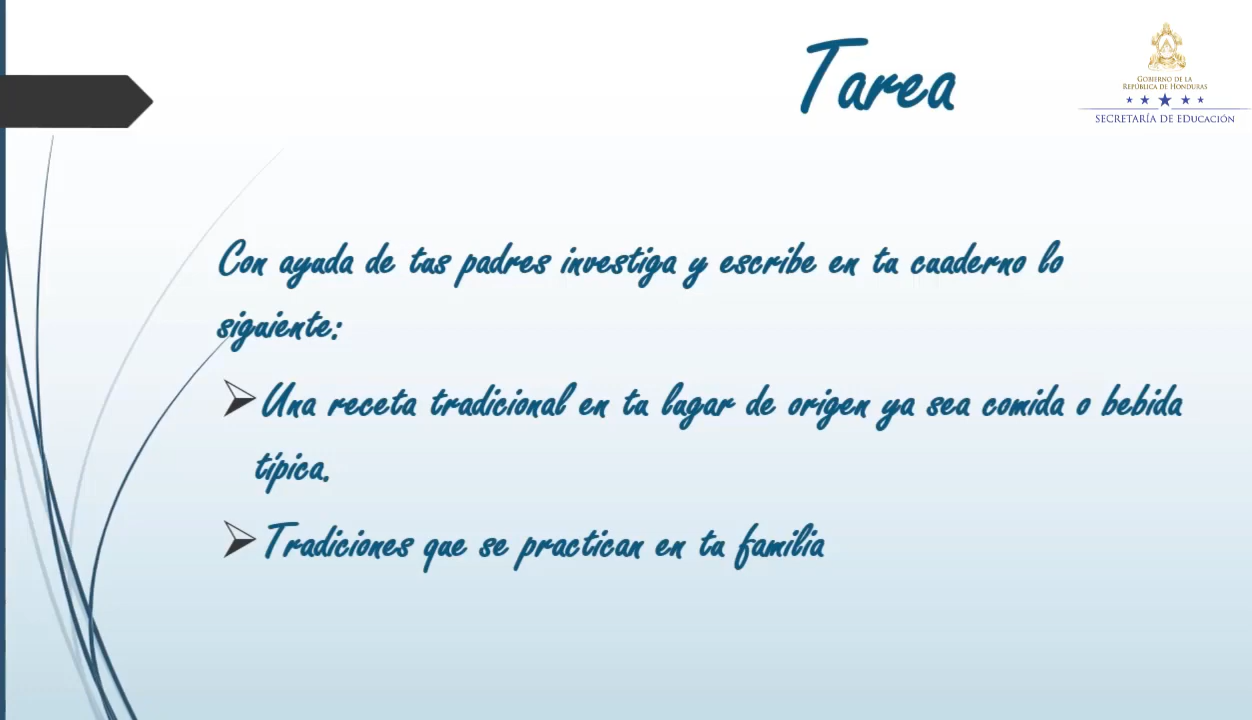 Tarea
GOBIERNO DE LA
REPÚBLICA DE HONDURAS
SECRETARÍA DE EDUCACIÓN
Con ayuda de tus padres investiga y escribe en tu cuaderno lo
siguiente:
Una receta tradicional en tu lugar de origen ya sea comida o bebida
típica.
Tradiciones que se practican en tu familia